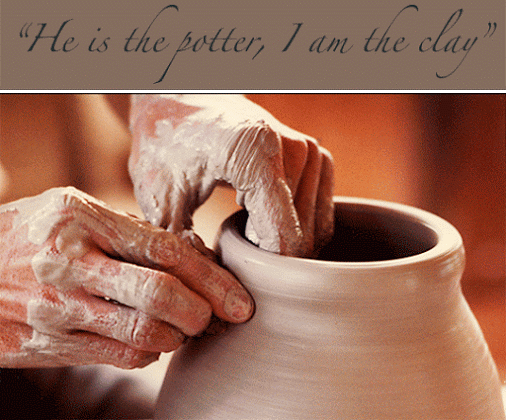 “He is the potter, I am the clay”